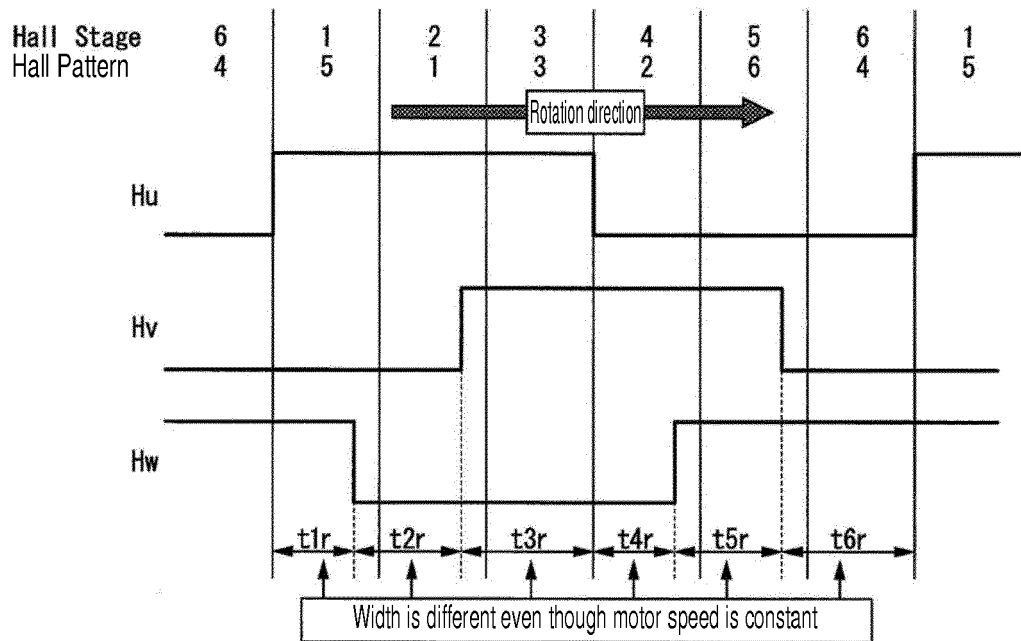 Hall Stage 6 1 2 3 4 5 6 1
Hall Pattern 4 5 1 3 2 6 4 5
Rotation direction
Hu
Hv
Hw
t1r t2r t3r t4r t5r t6r
Width is different even though motor speed is constant